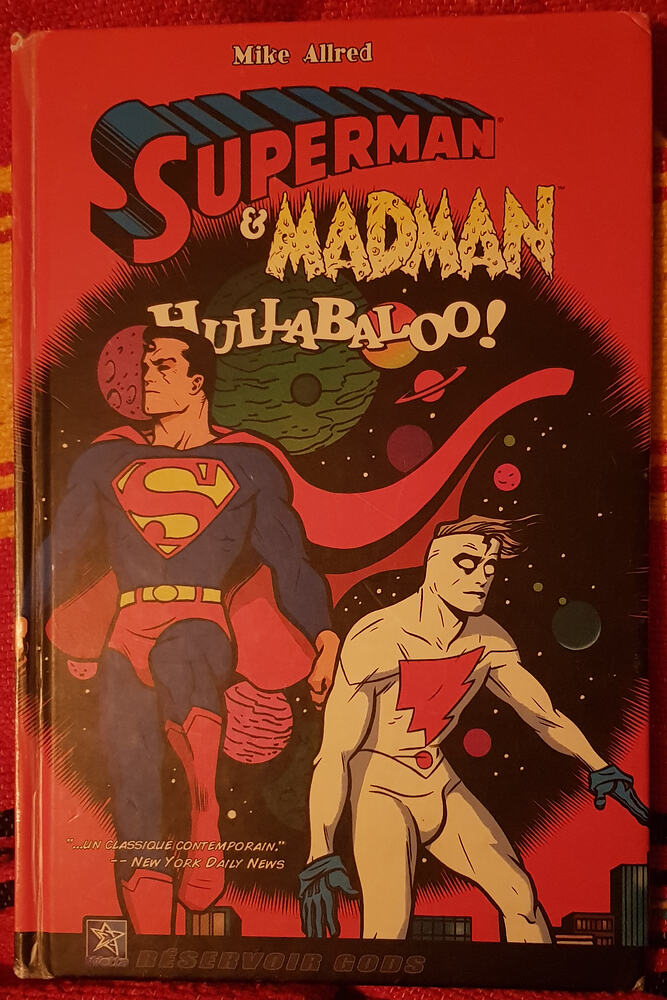 Mike Allred
SUPERMAN
& MADMAN
HULLABALOO!
"...UN CLASSIQUE CONTEMPORAIN."
-- NEW YORK DAILY NEWS
RÉSERVOIR GODS